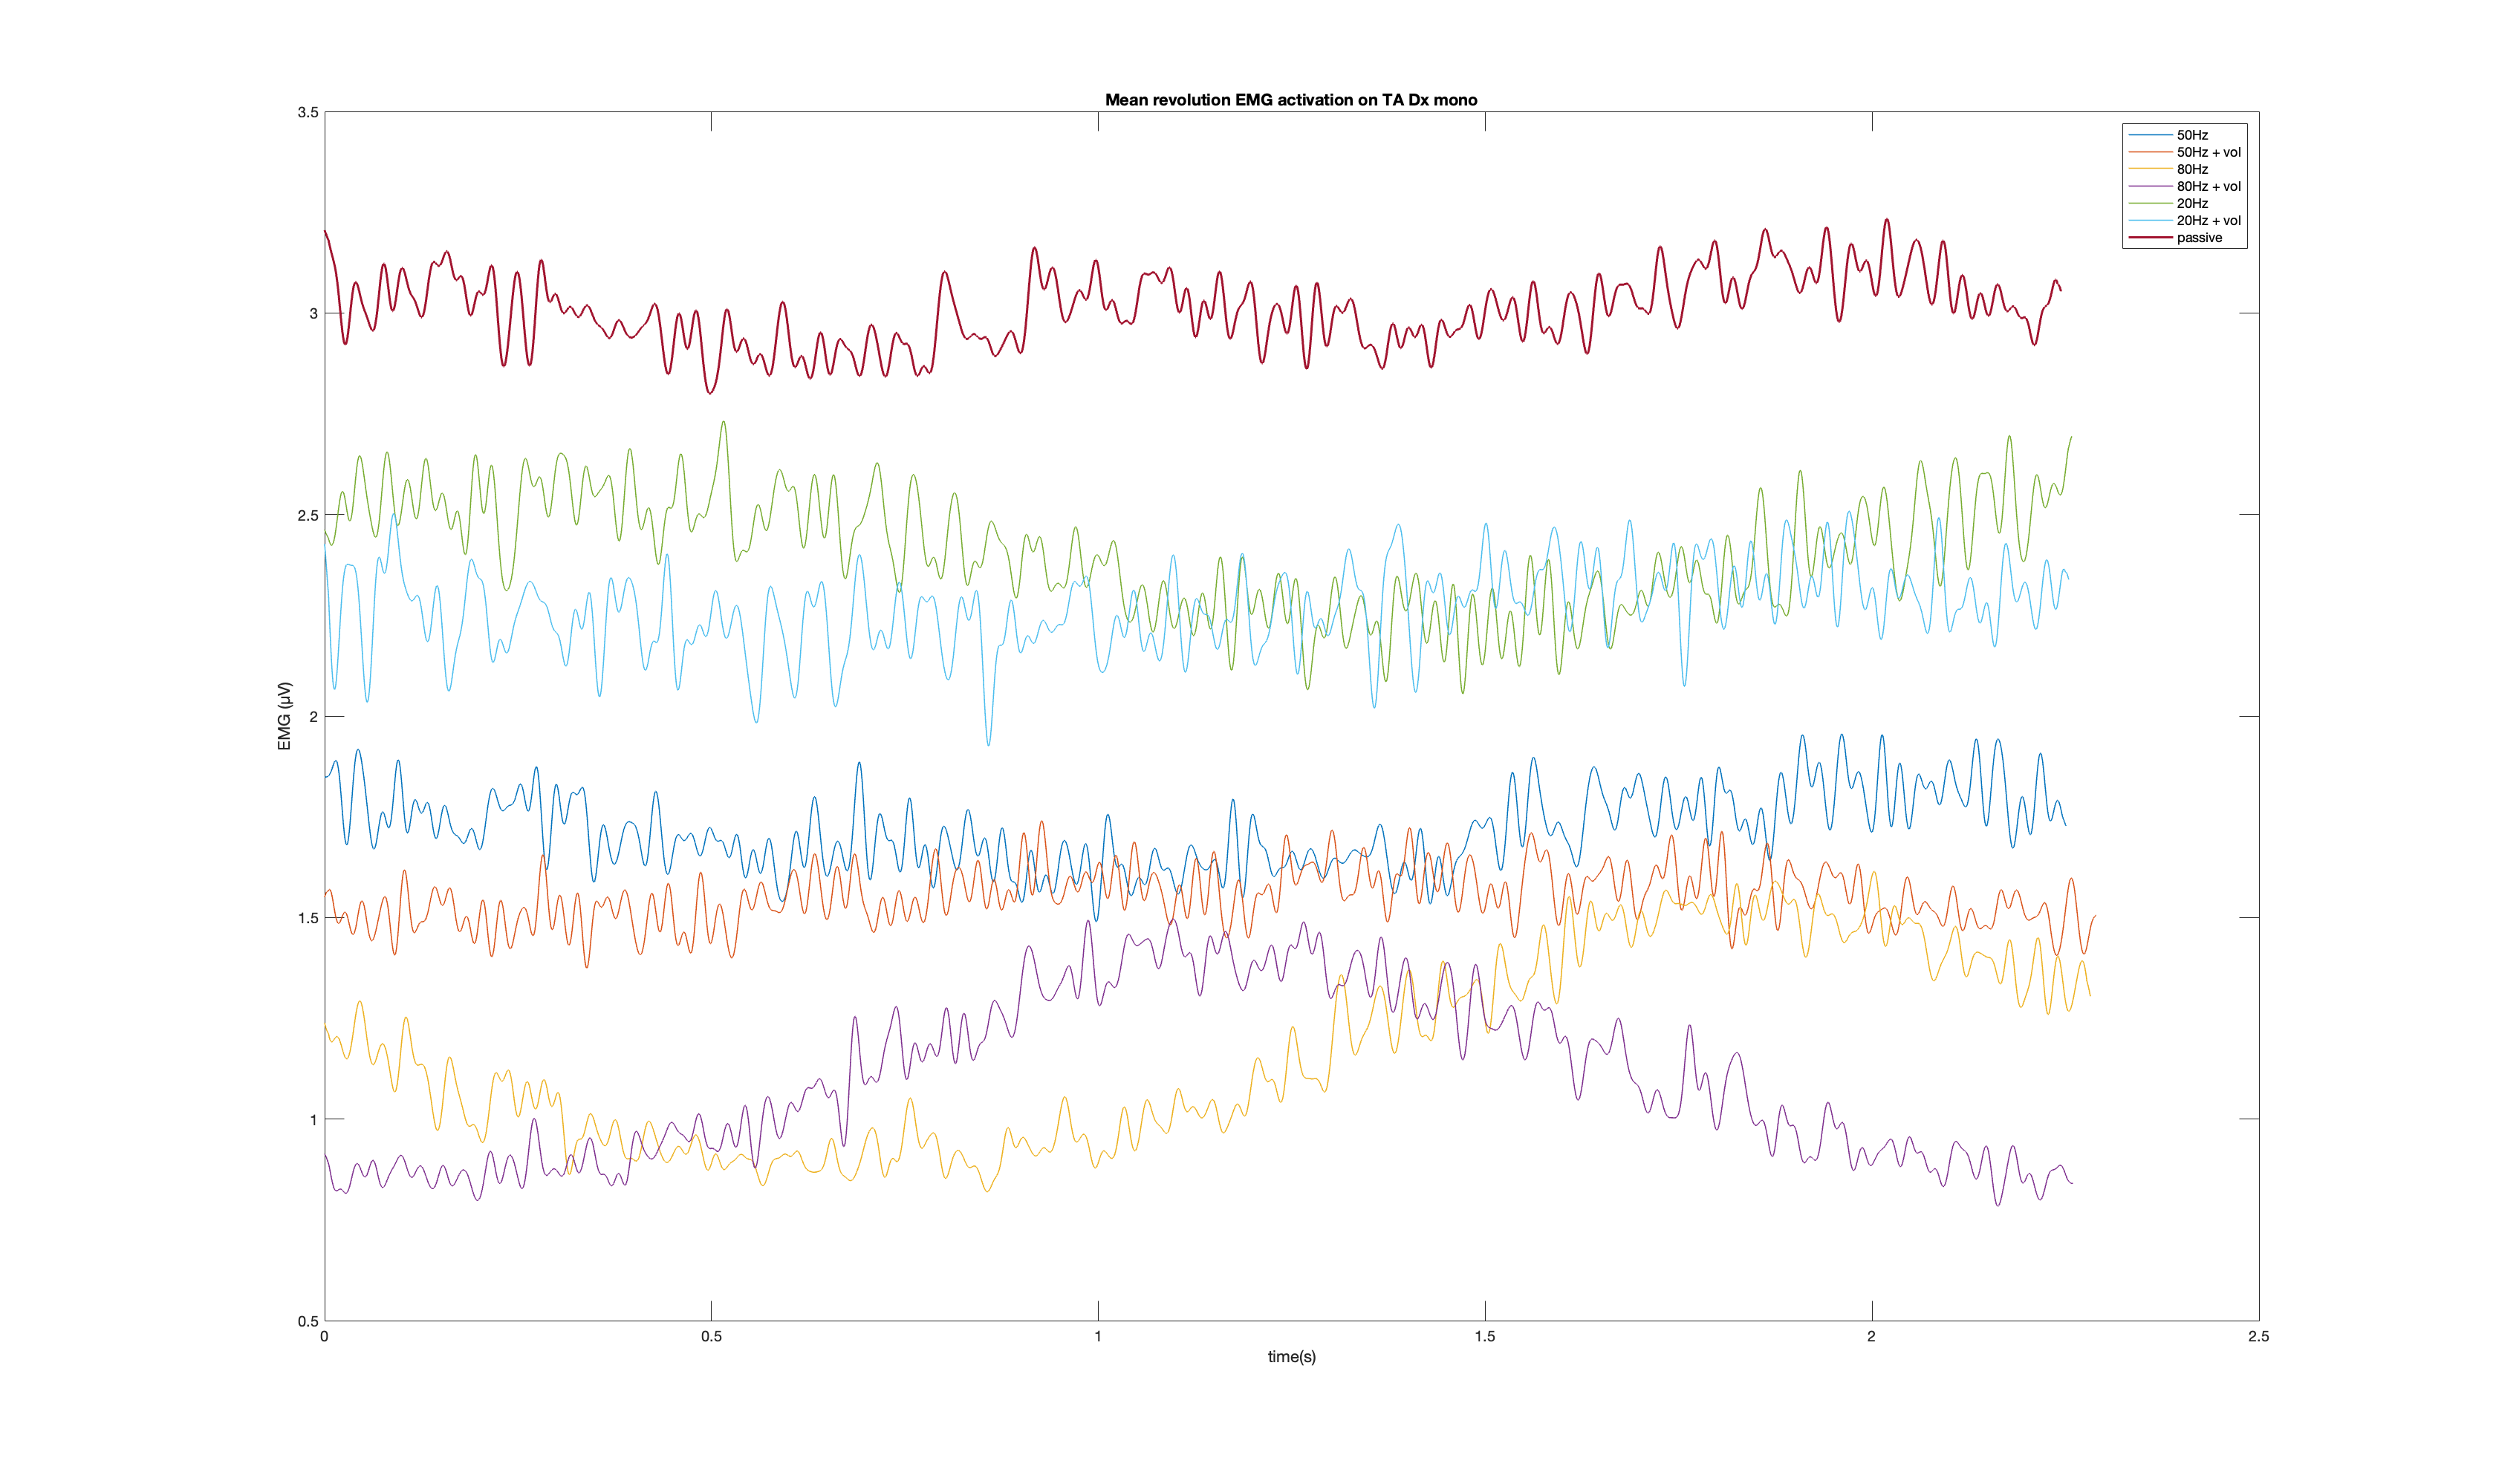 Mean revolution EMG activation on TA Dx mono
3.5
3
2.5
2
1.5
1
0.5
EMG (µV)
50Hz
50Hz + vol
80Hz
80Hz + vol
20Hz
20Hz + vol
passive
0
0.5
1
1.5
2
2.5
time(s)